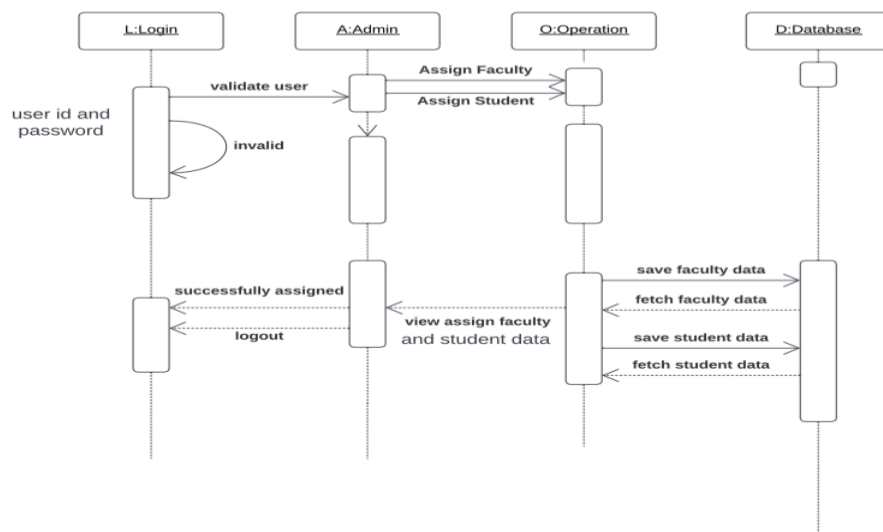 L:Login
A:Admin
O:Operation
D:Database
validate user
Assign Faculty
Assign Student
user id and
password
invalid
save faculty data
successfully assigned
fetch faculty data
view assign faculty
and student data
logout
save student data
fetch student data